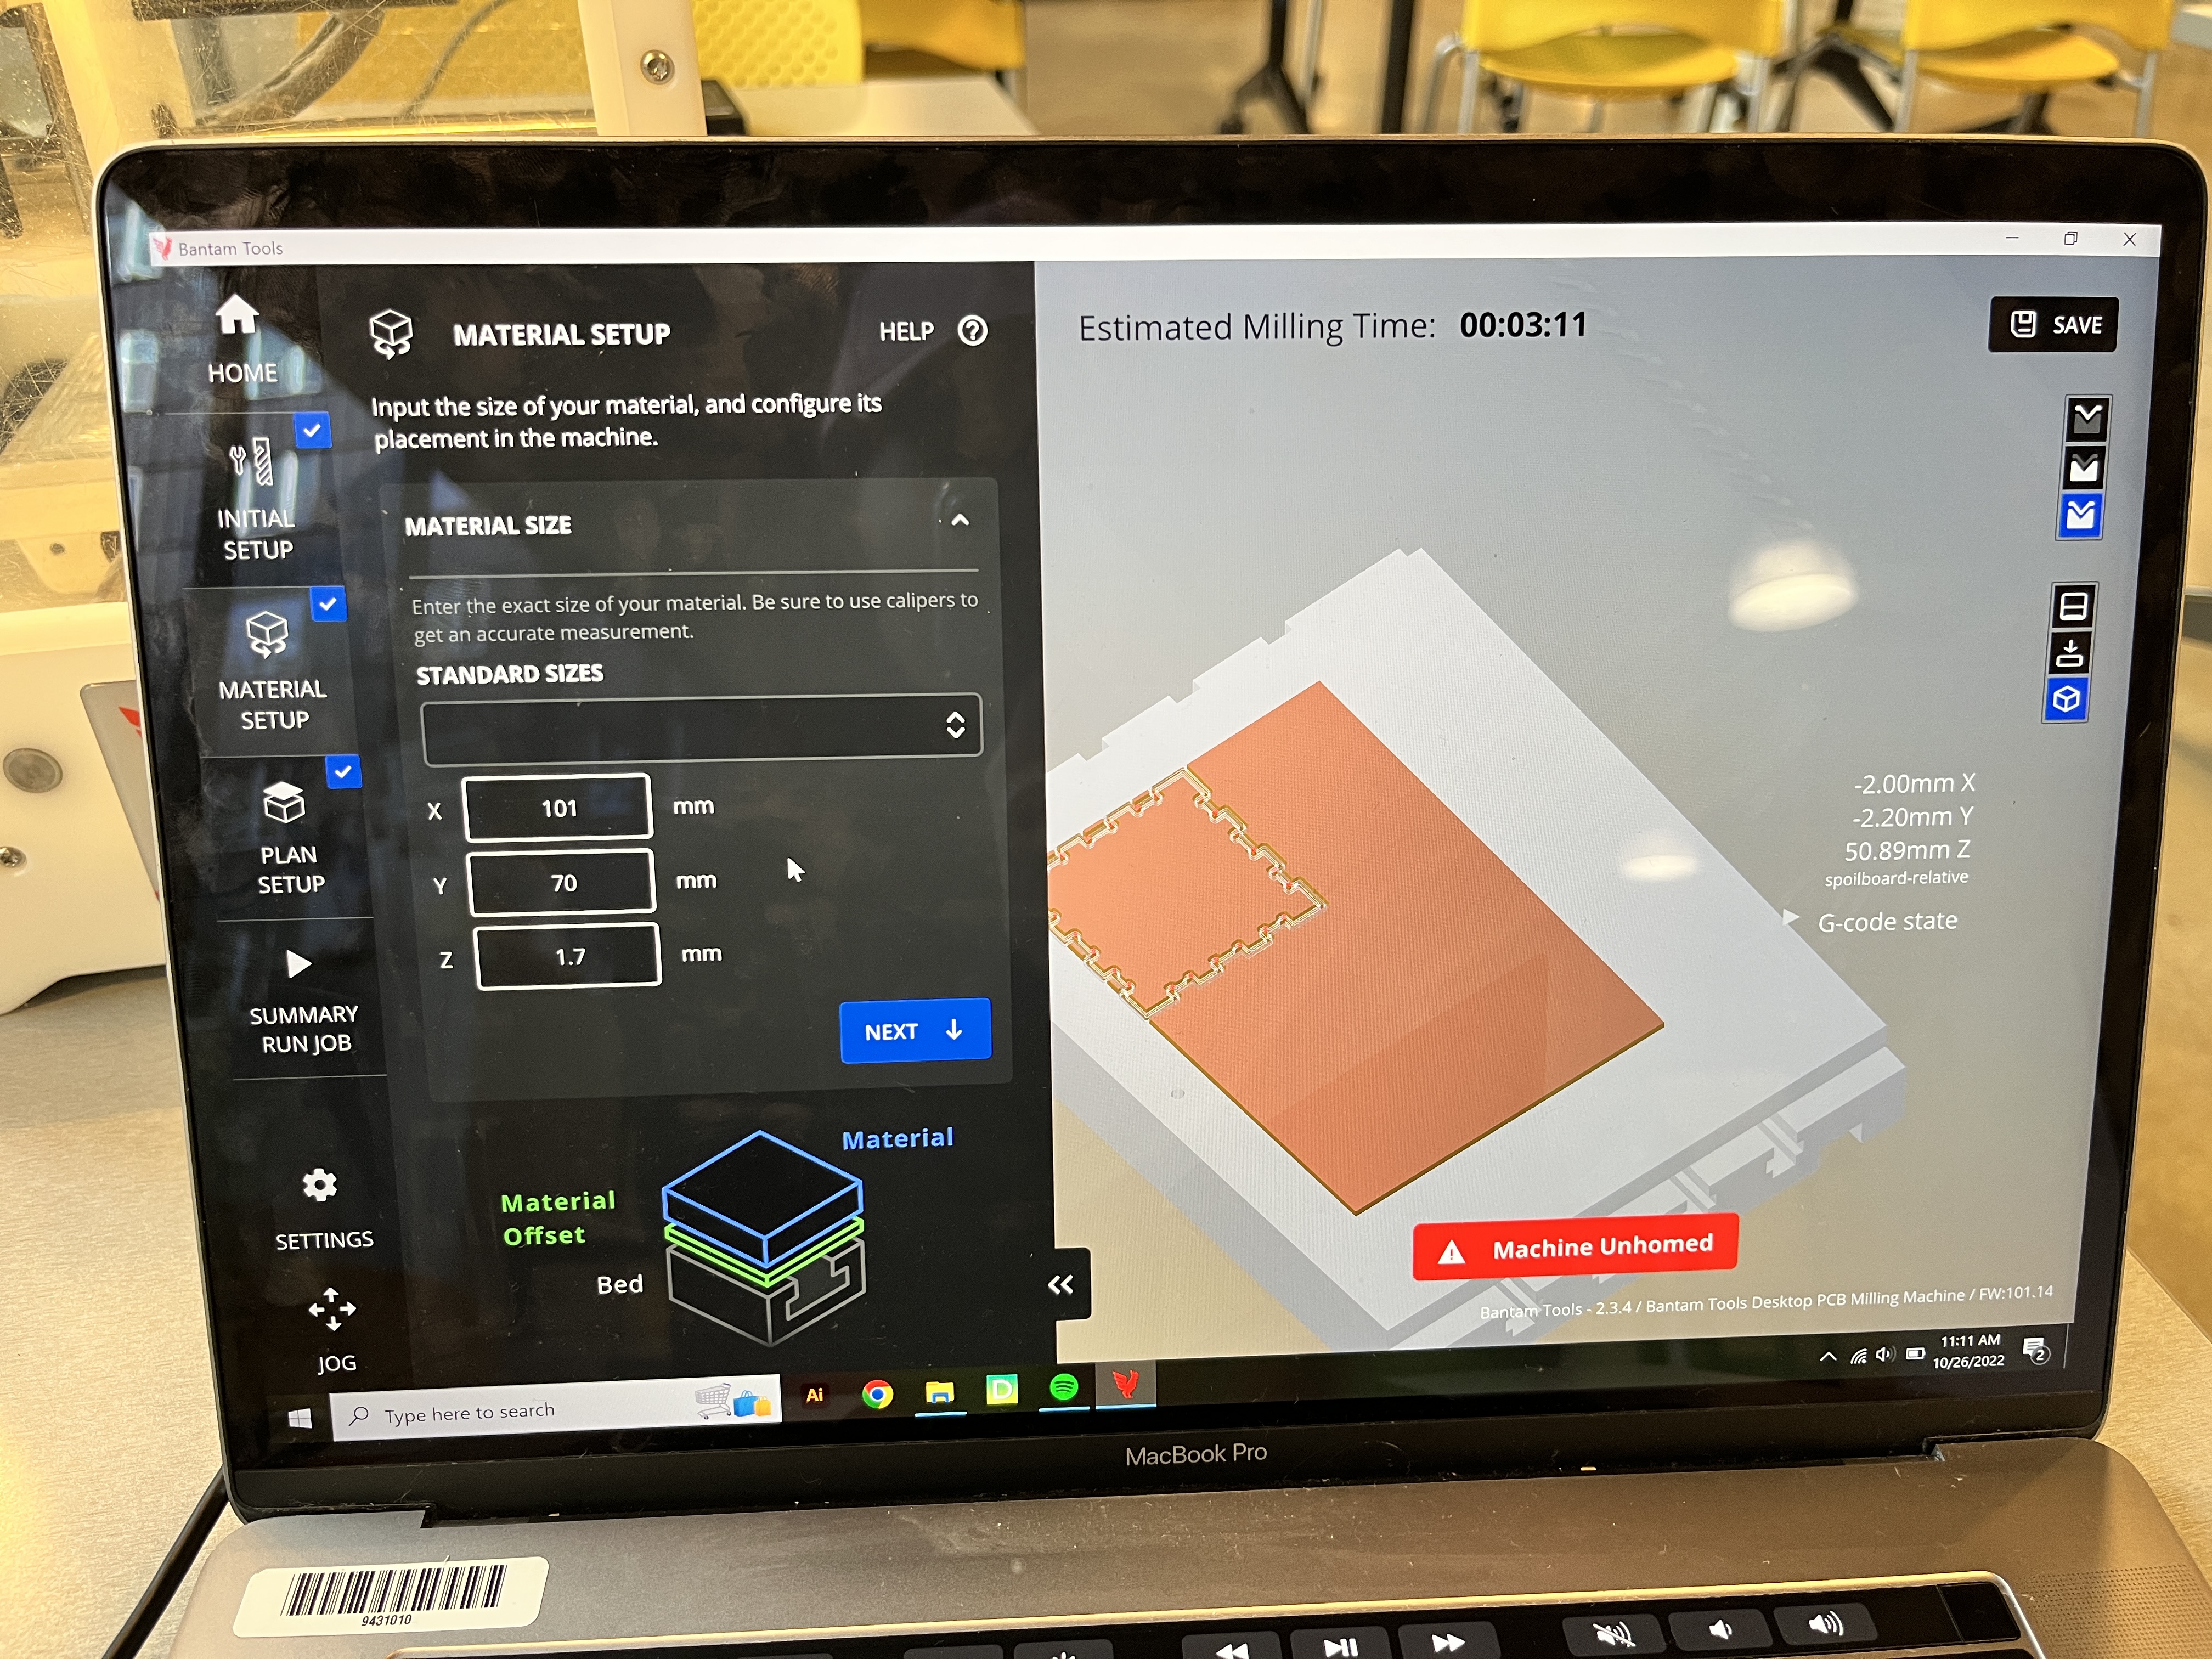 Bantam Tools
HOME
INITIAL
SETUP
MATERIAL
SETUP
PLAN
SETUP
SUMMARY
RUN JOB
SETTINGS
JOG
MATERIAL SETUP
HELP
Input the size of your material, and configure its
placement in the machine.
MATERIAL SIZE
Enter the exact size of your material. Be sure to use calipers to
get an accurate measurement.
STANDARD SIZES
X 101 mm
Y 70 mm
Z 1.7 mm
NEXT
Material
Material
Offset
Bed
Estimated Milling Time: 00:03:11
SAVE
-2.00mm X
-2.20mm Y
50.89mm Z
spoilboard-relative
G-code state
Machine Unhomed
Bantam Tools - 2.3.4 / Bantam Tools Desktop PCB Milling Machine / FW:101.14
Type here to search
Ai
D
11:11 AM
10/26/2022
2
MacBook Pro
9431010